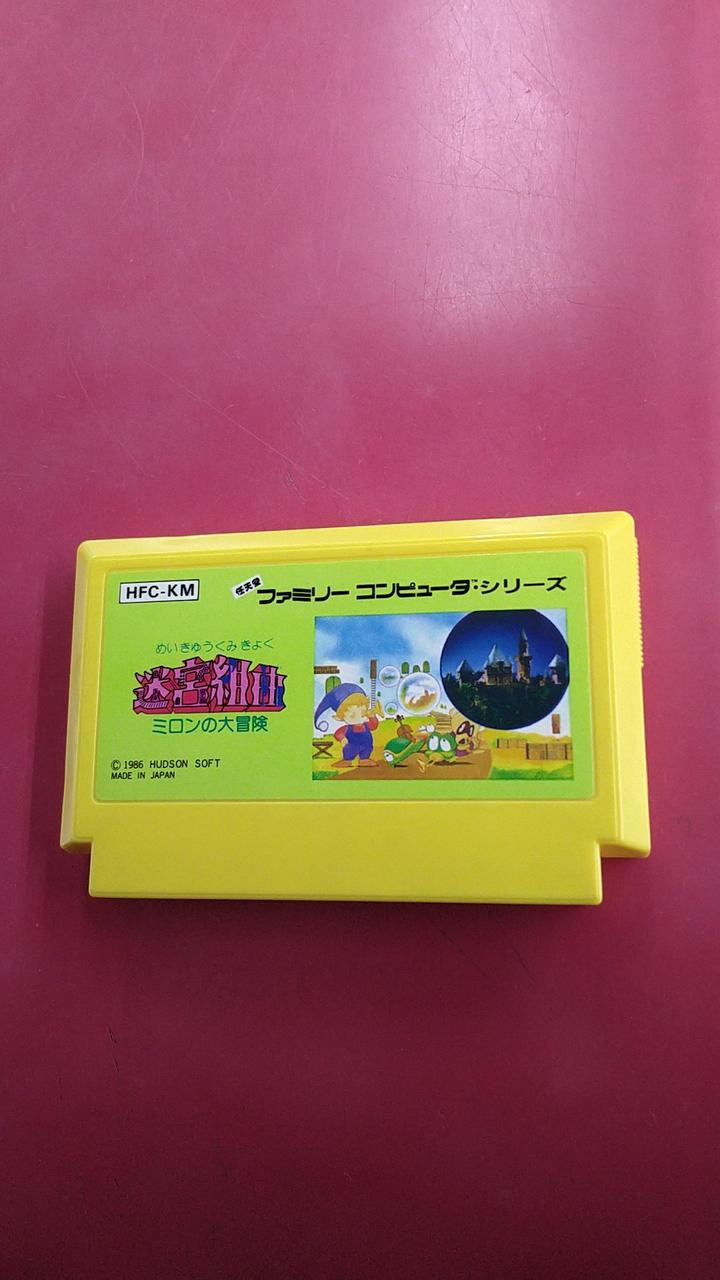 HFC-KM
任天堂 ファミリー コンピュータ™シリーズ
めいきゅうくみきょく
迷宮組曲
ミロンの大冒険
© 1986 HUDSON SOFT
MADE IN JAPAN